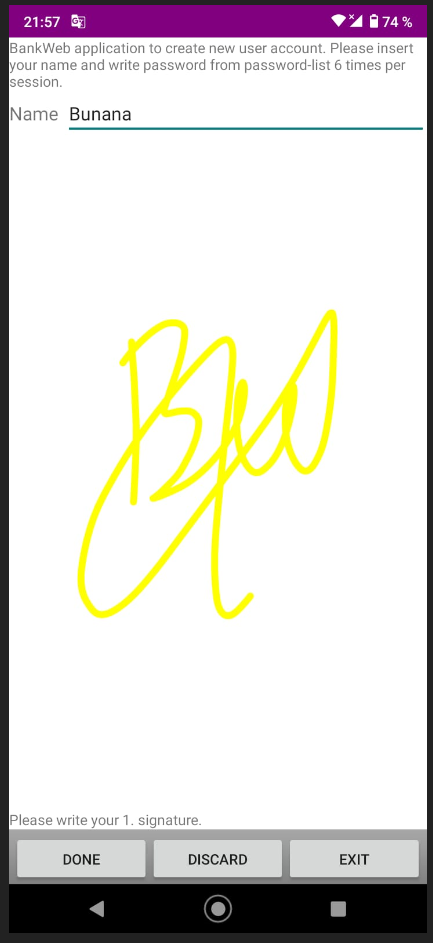 21:57
74 %
BankWeb application to create new user account. Please insert
your name and write password from password-list 6 times per
session.
Name Bunana
Please write your 1. signature.
DONE DISCARD EXIT